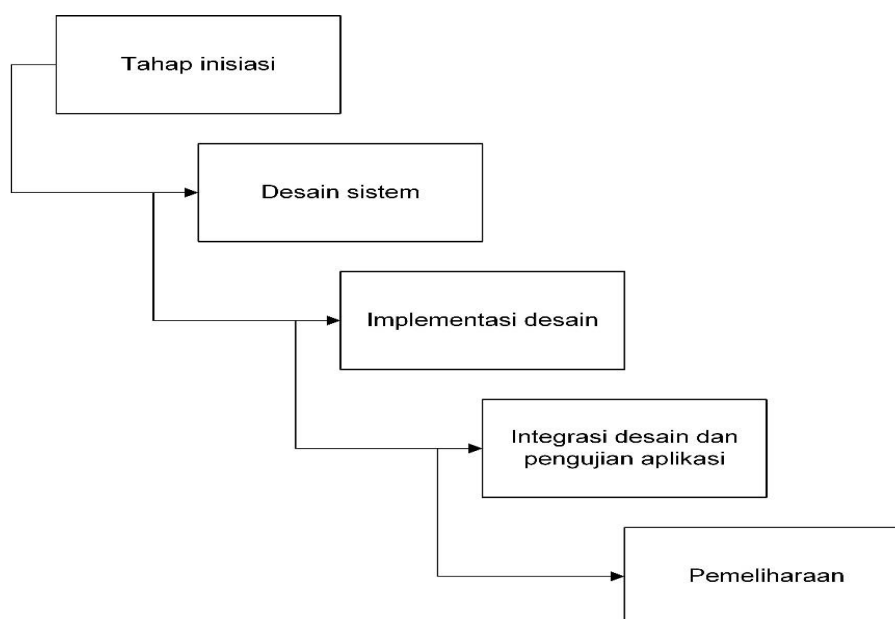 Tahap inisiasi
Desain sistem
Implementasi desain
Integrasi desain dan
pengujian aplikasi
Pemeliharaan